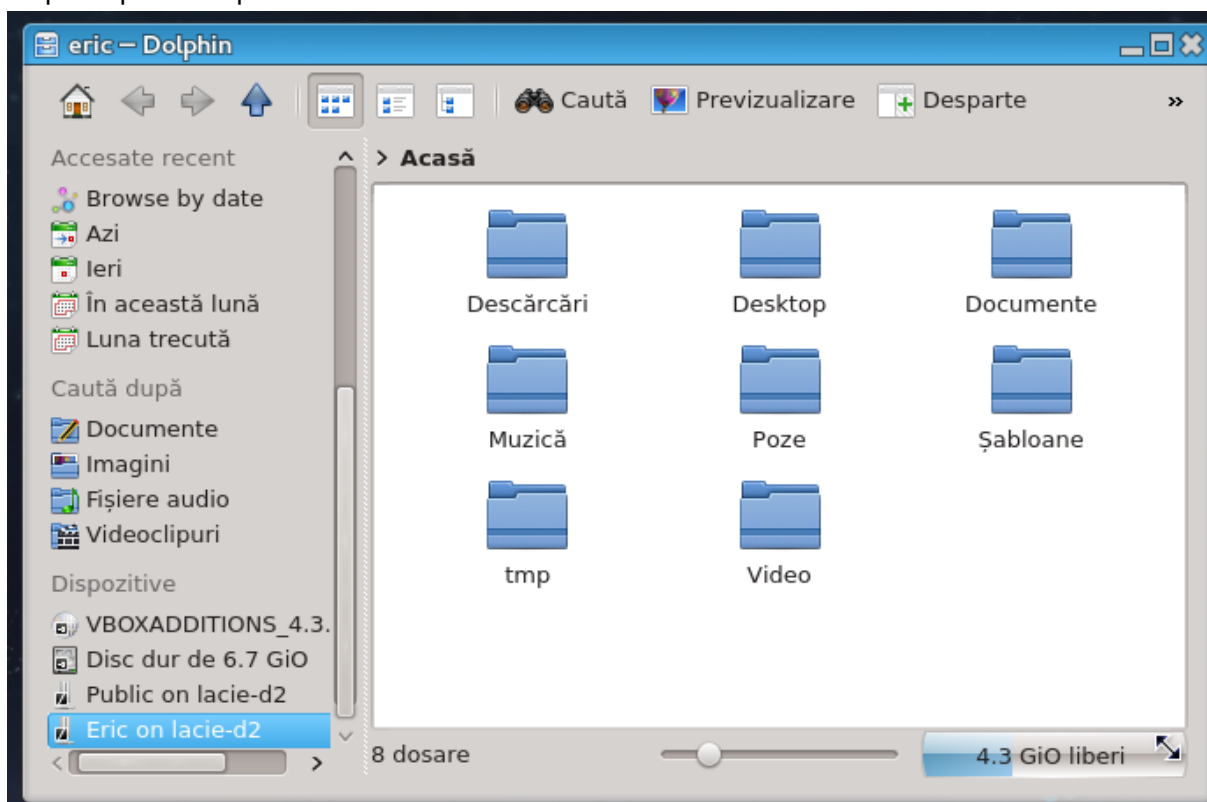 eric – Dolphin
Caută Previzualizare Desparte »
Accesate recent
Browse by date
Azi
Ieri
În această lună
Luna trecută
Caută după
Documente
Imagini
Fișiere audio
Videoclipuri
Dispozitive
VBOXADDITIONS_4.3.
Disc dur de 6.7 GiO
Public on lacie-d2
Eric on lacie-d2
> Acasă
Descărcări Desktop Documente
Muzică Poze Șabloane
tmp Video
8 dosare 4.3 GiO liberi